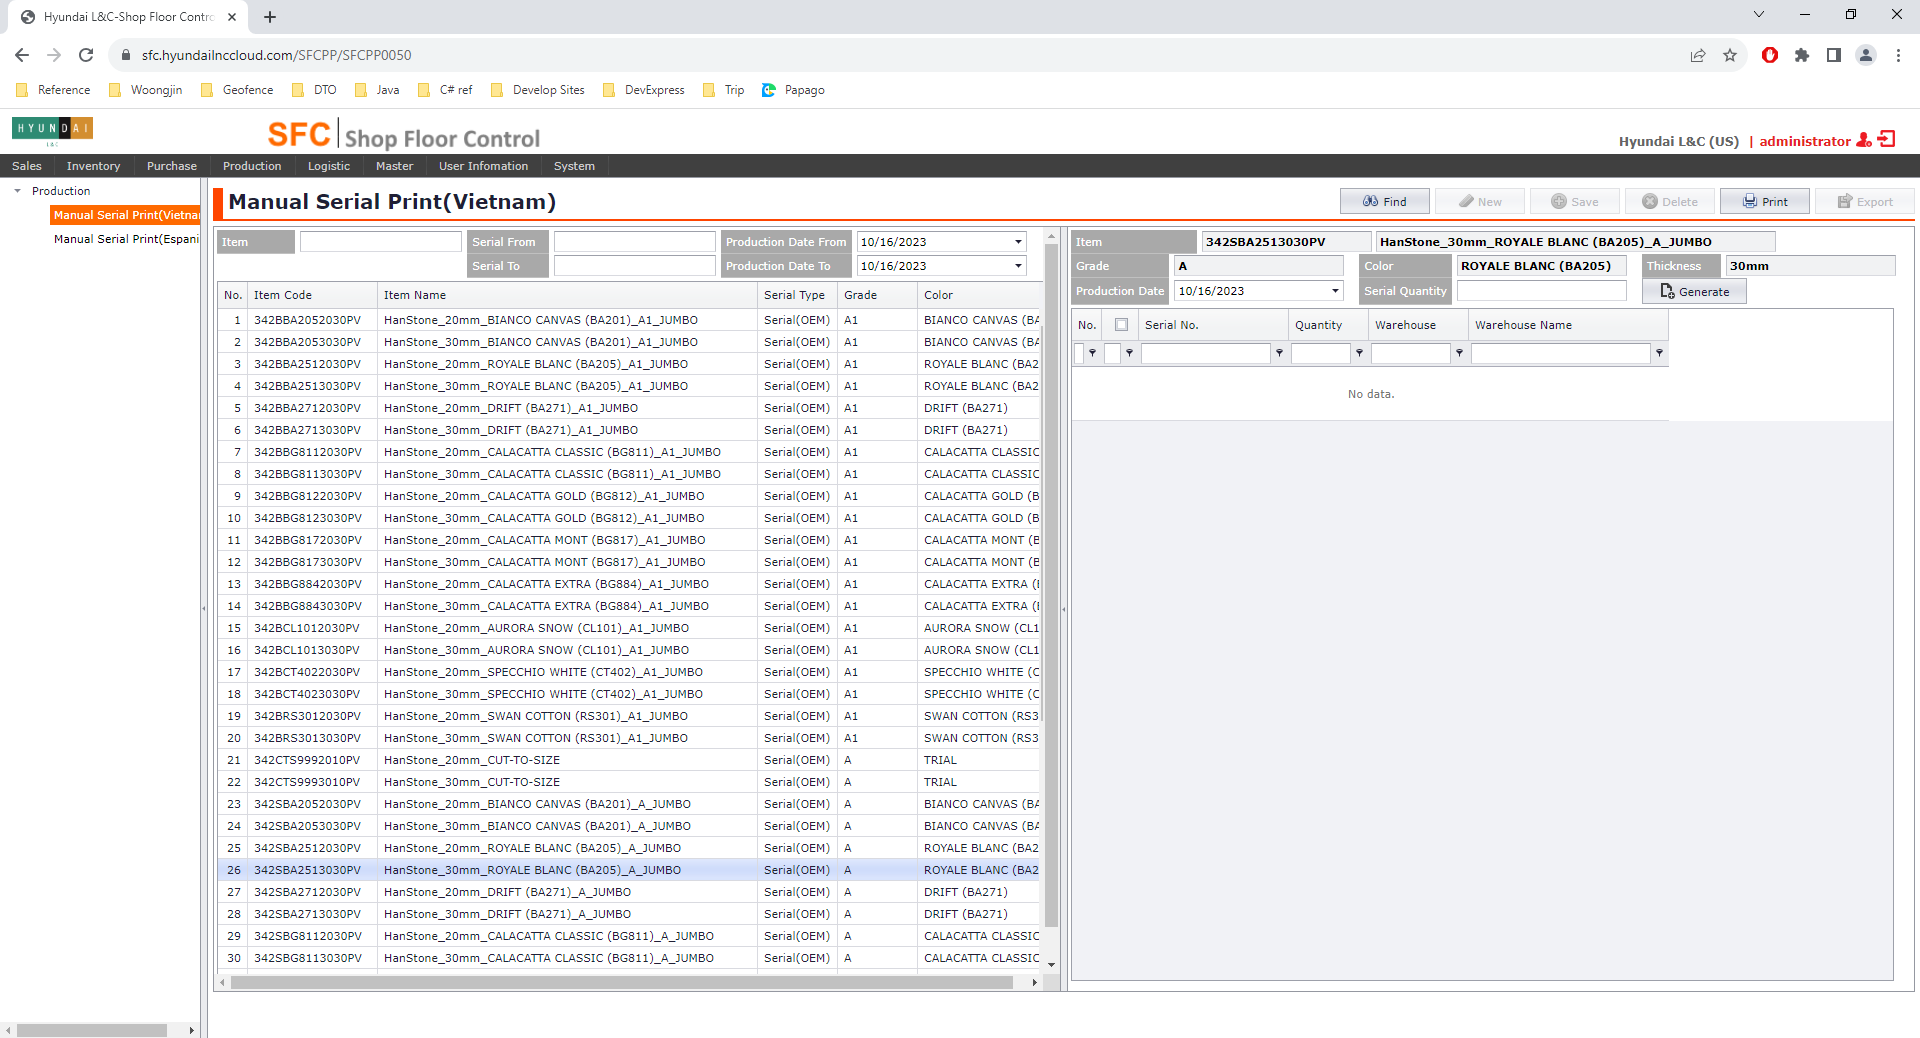 Hyundai L&C-Shop Floor Contro
sfc.hyundailnccloud.com/SFCPP/SFCPP0050
Reference Woongjin Geofence DTO Java C# ref Develop Sites DevExpress Trip Papago
HYUNDAI
L&C
SFC Shop Floor Control
Hyundai L&C (US) | administrator
Sales Inventory Purchase Production Logistic Master User Infomation System
Production
Manual Serial Print(Vietnam
Manual Serial Print(Espani
Manual Serial Print(Vietnam)
Find New Save Delete Print Export
Item Serial From Production Date From 10/16/2023
Serial To Production Date To 10/16/2023
Item 342SBA2513030PV HanStone_30mm_ROYALE BLANC (BA205)_A_JUMBO
Grade A Color ROYALE BLANC (BA205) Thickness 30mm
Production Date 10/16/2023 Serial Quantity Generate
No. Serial No. Quantity Warehouse Warehouse Name
No data.
No. Item Code Item Name Serial Type Grade Color
1 342BBA2052030PV HanStone_20mm_BIANCO CANVAS (BA201)_A1_JUMBO Serial(OEM) A1 BIANCO CANVAS (BA
2 342BBA2053030PV HanStone_30mm_BIANCO CANVAS (BA201)_A1_JUMBO Serial(OEM) A1 BIANCO CANVAS (BA
3 342BBA2512030PV HanStone_20mm_ROYALE BLANC (BA205)_A1_JUMBO Serial(OEM) A1 ROYALE BLANC (BA2
4 342BBA2513030PV HanStone_30mm_ROYALE BLANC (BA205)_A1_JUMBO Serial(OEM) A1 ROYALE BLANC (BA2
5 342BBA2712030PV HanStone_20mm_DRIFT (BA271)_A1_JUMBO Serial(OEM) A1 DRIFT (BA271)
6 342BBA2713030PV HanStone_30mm_DRIFT (BA271)_A1_JUMBO Serial(OEM) A1 DRIFT (BA271)
7 342BBG8112030PV HanStone_20mm_CALACATTA CLASSIC (BG811)_A1_JUMBO Serial(OEM) A1 CALACATTA CLASSIC
8 342BBG8113030PV HanStone_30mm_CALACATTA CLASSIC (BG811)_A1_JUMBO Serial(OEM) A1 CALACATTA CLASSIC
9 342BBG8122030PV HanStone_20mm_CALACATTA GOLD (BG812)_A1_JUMBO Serial(OEM) A1 CALACATTA GOLD (B
10 342BBG8123030PV HanStone_30mm_CALACATTA GOLD (BG812)_A1_JUMBO Serial(OEM) A1 CALACATTA GOLD (B
11 342BBG8172030PV HanStone_20mm_CALACATTA MONT (BG817)_A1_JUMBO Serial(OEM) A1 CALACATTA MONT (B
12 342BBG8173030PV HanStone_30mm_CALACATTA MONT (BG817)_A1_JUMBO Serial(OEM) A1 CALACATTA MONT (B
13 342BBG8842030PV HanStone_20mm_CALACATTA EXTRA (BG884)_A1_JUMBO Serial(OEM) A1 CALACATTA EXTRA (
14 342BBG8843030PV HanStone_30mm_CALACATTA EXTRA (BG884)_A1_JUMBO Serial(OEM) A1 CALACATTA EXTRA (
15 342BCL1012030PV HanStone_20mm_AURORA SNOW (CL101)_A1_JUMBO Serial(OEM) A1 AURORA SNOW (CL1
16 342BCL1013030PV HanStone_30mm_AURORA SNOW (CL101)_A1_JUMBO Serial(OEM) A1 AURORA SNOW (CL1
17 342BCT4022030PV HanStone_20mm_SPECCHIO WHITE (CT402)_A1_JUMBO Serial(OEM) A1 SPECCHIO WHITE (C
18 342BCT4023030PV HanStone_30mm_SPECCHIO WHITE (CT402)_A1_JUMBO Serial(OEM) A1 SPECCHIO WHITE (C
19 342BRS3012030PV HanStone_20mm_SWAN COTTON (RS301)_A1_JUMBO Serial(OEM) A1 SWAN COTTON (RS3
20 342BRS3013030PV HanStone_30mm_SWAN COTTON (RS301)_A1_JUMBO Serial(OEM) A1 SWAN COTTON (RS3
21 342CTS9992010PV HanStone_20mm_CUT-TO-SIZE Serial(OEM) A TRIAL
22 342CTS9993010PV HanStone_30mm_CUT-TO-SIZE Serial(OEM) A TRIAL
23 342SBA2052030PV HanStone_20mm_BIANCO CANVAS (BA201)_A_JUMBO Serial(OEM) A BIANCO CANVAS (BA
24 342SBA2053030PV HanStone_30mm_BIANCO CANVAS (BA201)_A_JUMBO Serial(OEM) A BIANCO CANVAS (BA
25 342SBA2512030PV HanStone_20mm_ROYALE BLANC (BA205)_A_JUMBO Serial(OEM) A ROYALE BLANC (BA2
26 342SBA2513030PV HanStone_30mm_ROYALE BLANC (BA205)_A_JUMBO Serial(OEM) A ROYALE BLANC (BA2
27 342SBA2712030PV HanStone_20mm_DRIFT (BA271)_A_JUMBO Serial(OEM) A DRIFT (BA271)
28 342SBA2713030PV HanStone_30mm_DRIFT (BA271)_A_JUMBO Serial(OEM) A DRIFT (BA271)
29 342SBG8112030PV HanStone_20mm_CALACATTA CLASSIC (BG811)_A_JUMBO Serial(OEM) A CALACATTA CLASSIC
30 342SBG8113030PV HanStone_30mm_CALACATTA CLASSIC (BG811)_A_JUMBO Serial(OEM) A CALACATTA CLASSIC